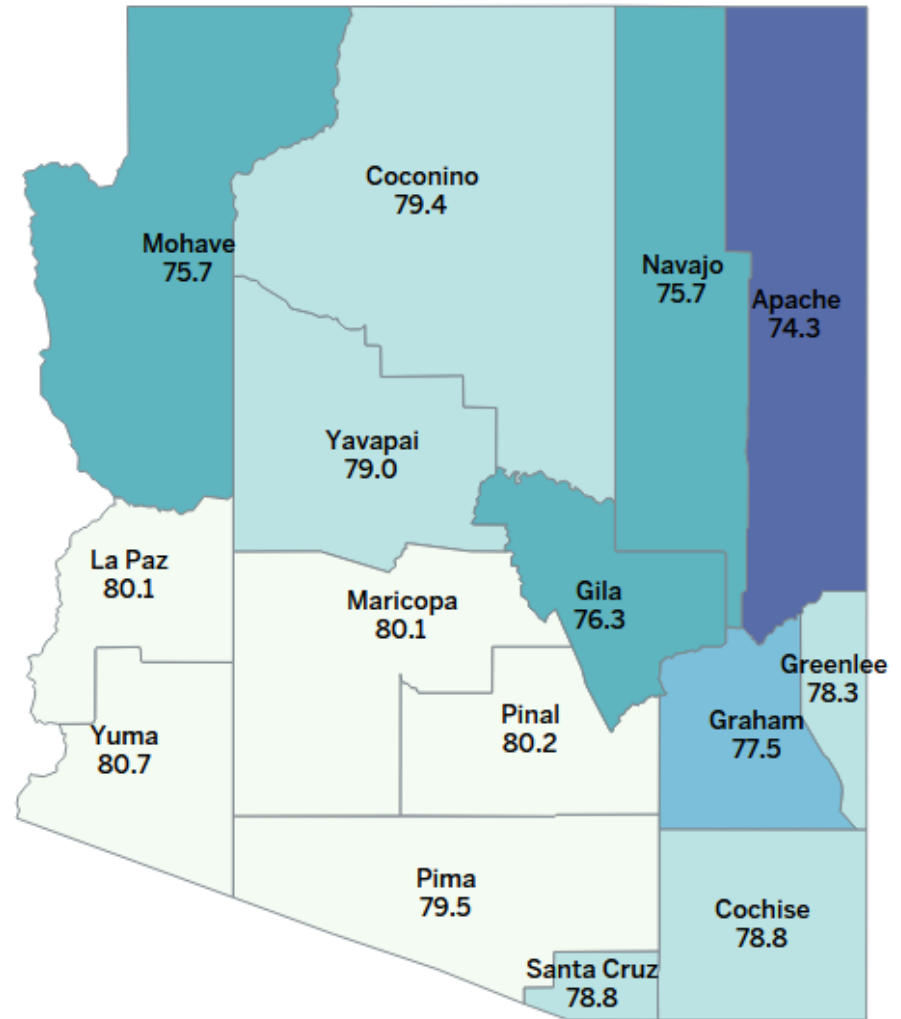 Coconino
79.4
Mohave
75.7
Navajo
75.7
Apache
74.3
Yavapai
79.0
La Paz
80.1
Maricopa
80.1
Gila
76.3
Greenlee
78.3
Pinal
80.2
Graham
77.5
Yuma
80.7
Pima
79.5
Cochise
78.8
Santa Cruz
78.8